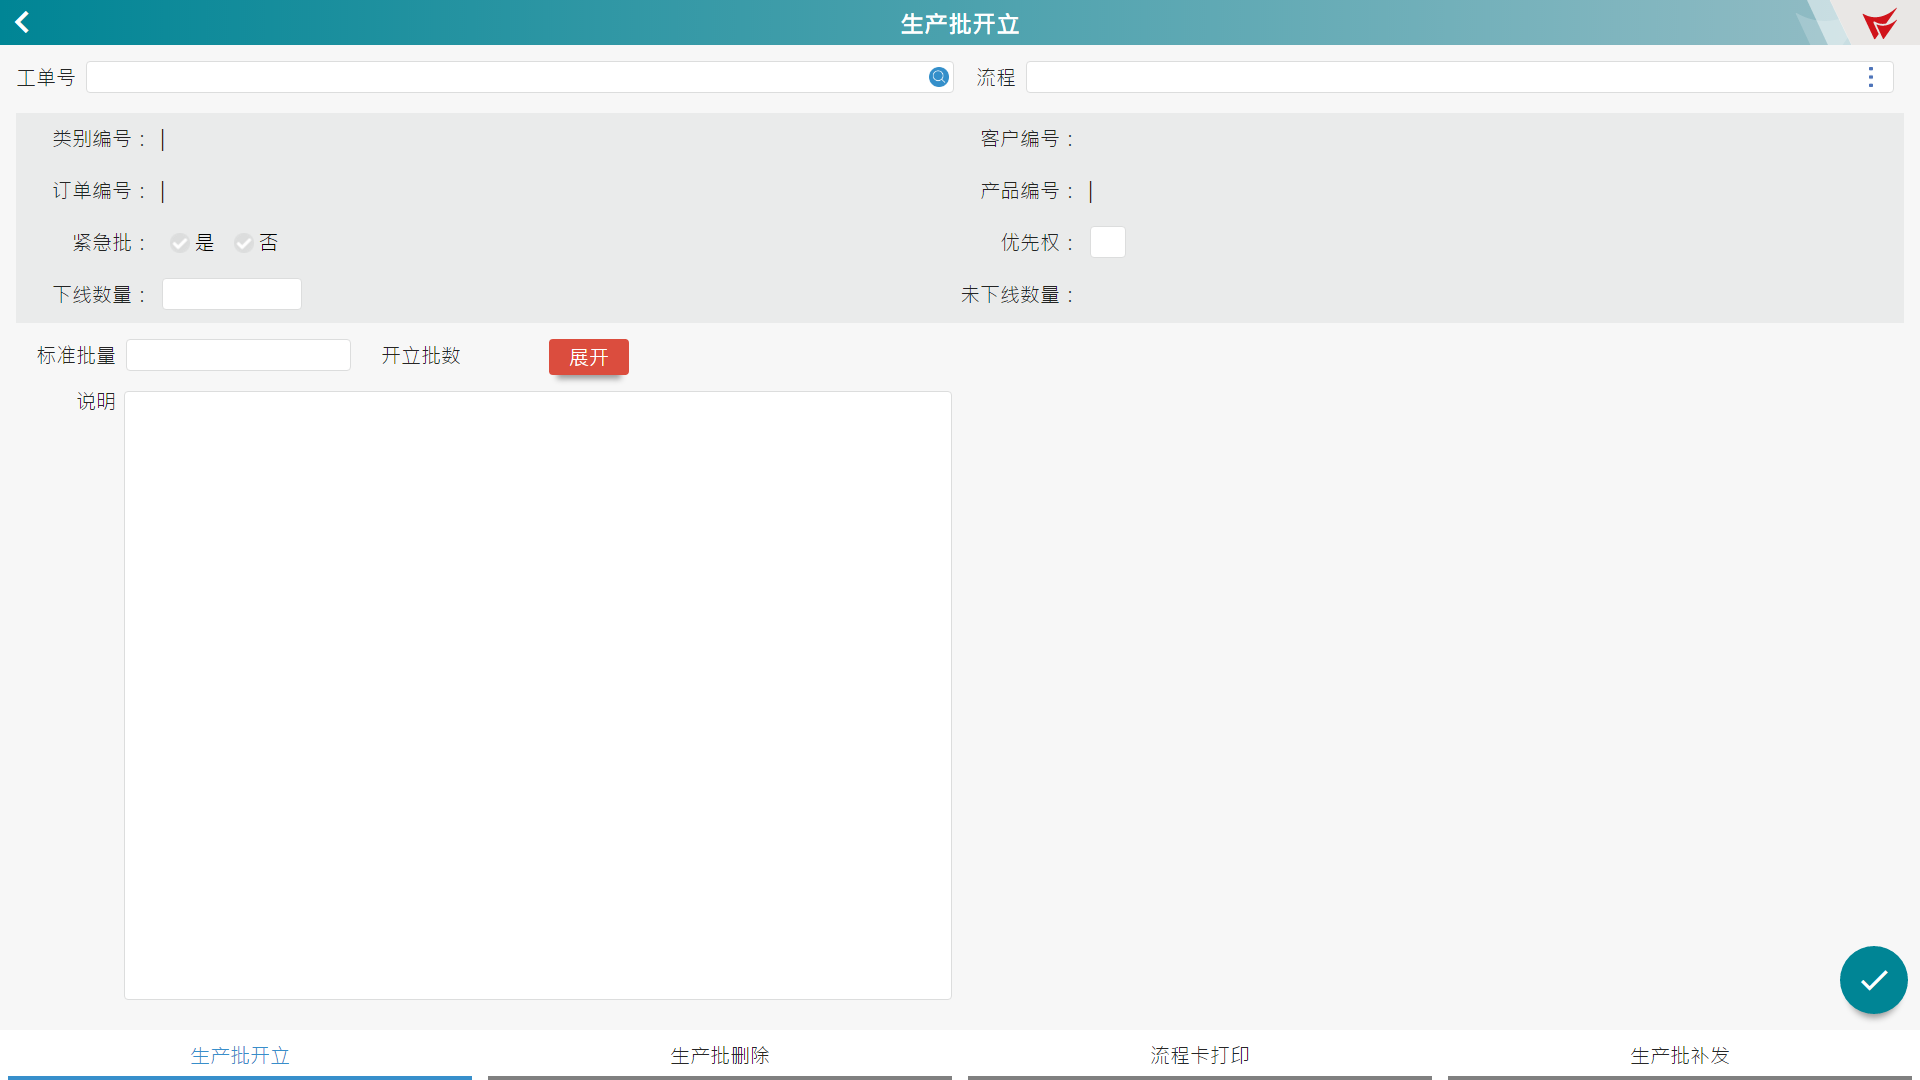 生产批开立
工单号
流程
类别编号： |
客户编号：
订单编号： |
产品编号： |
紧急批： 是 否
优先权：
下线数量：
未下线数量：
标准批量
开立批数
展开
说明
生产批开立
生产批删除
流程卡打印
生产批补发